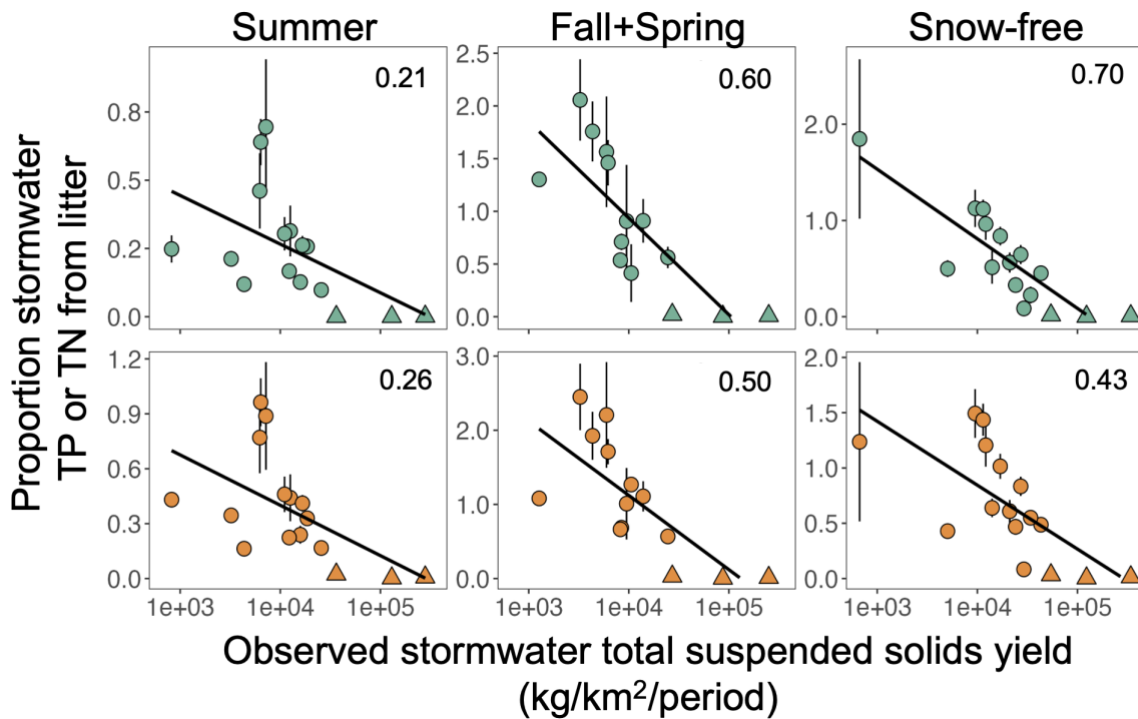 Summer Fall+Spring Snow-free
0.21 0.60 0.70
0.8 0.5 0.2 0.0
2.5 2.0 1.5 1.0 0.5 0.0
2.0 1.0 0.0
Proportion stormwater
TP or TN from litter
0.26 0.50 0.43
1.2 0.9 0.6 0.3 0.0
3.0 2.0 1.0 0.0
2.0 1.5 1.0 0.5 0.0
1e+03 1e+04 1e+05 1e+03 1e+04 1e+05 1e+03 1e+04 1e+05
Observed stormwater total suspended solids yield
(kg/km²/period)